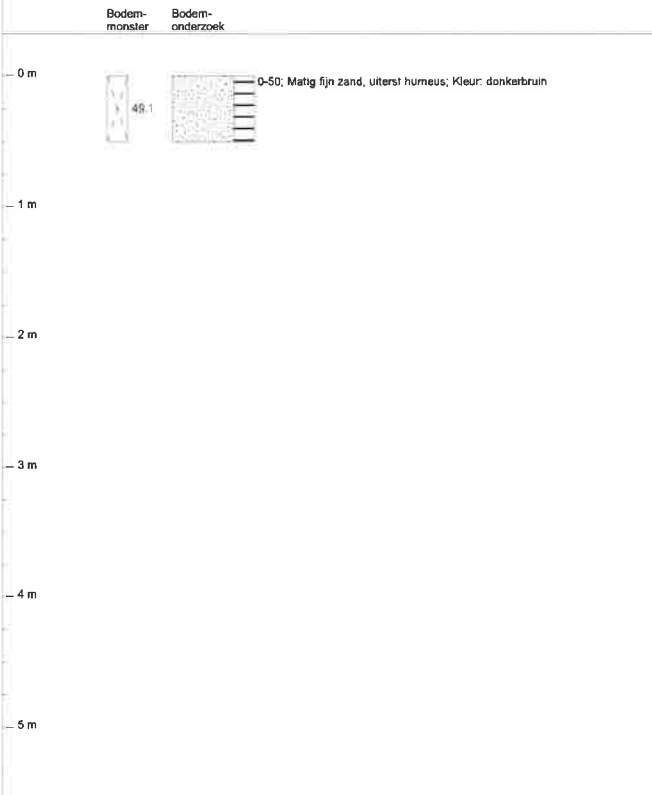 Bodem-
monster
Bodem-
onderzoek
0 m
0-50; Matig fijn zand, uiterst humeus; Kleur: donkerbruin
49.1
1 m
2 m
3 m
4 m
5 m